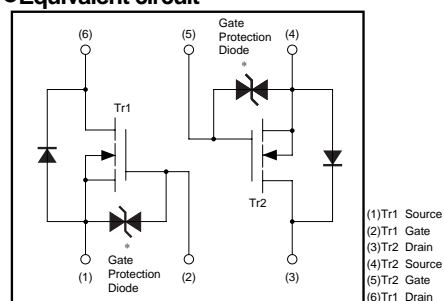 ●Equivalent circuit
(6)
(5)
Gate
Protection
Diode
(4)
*
Tr1
Tr2
*
Gate
Protection
Diode
(1)
(2)
(3)
(1)Tr1 Source
(2)Tr1 Gate
(3)Tr2 Drain
(4)Tr2 Source
(5)Tr2 Gate
(6)Tr1 Drain